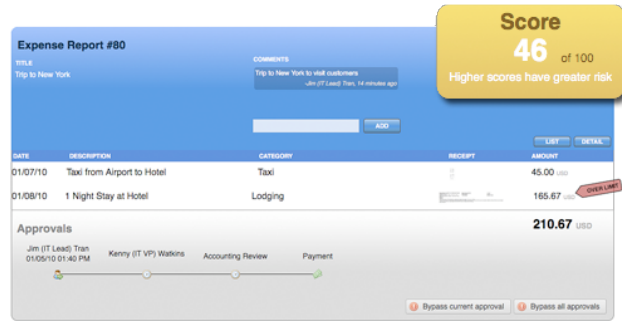 Score
46 of 100
Higher scores have greater risk
Expense Report #80
TITLE
Trip to New York
COMMENTS
Trip to New York to visit customers
-Jim (IT Lead) Tran, 14 minutes ago
ADD
LIST DETAIL
DATE DESCRIPTION CATEGORY RECEIPT AMOUNT
01/07/10 Taxi from Airport to Hotel Taxi 45.00 USD
01/08/10 1 Night Stay at Hotel Lodging 165.67 USD OVER LIMIT
Approvals 210.67 USD
Jim (IT Lead) Tran Kenny (IT VP) Watkins Accounting Review Payment
01/05/10 01:40 PM
Bypass current approval Bypass all approvals